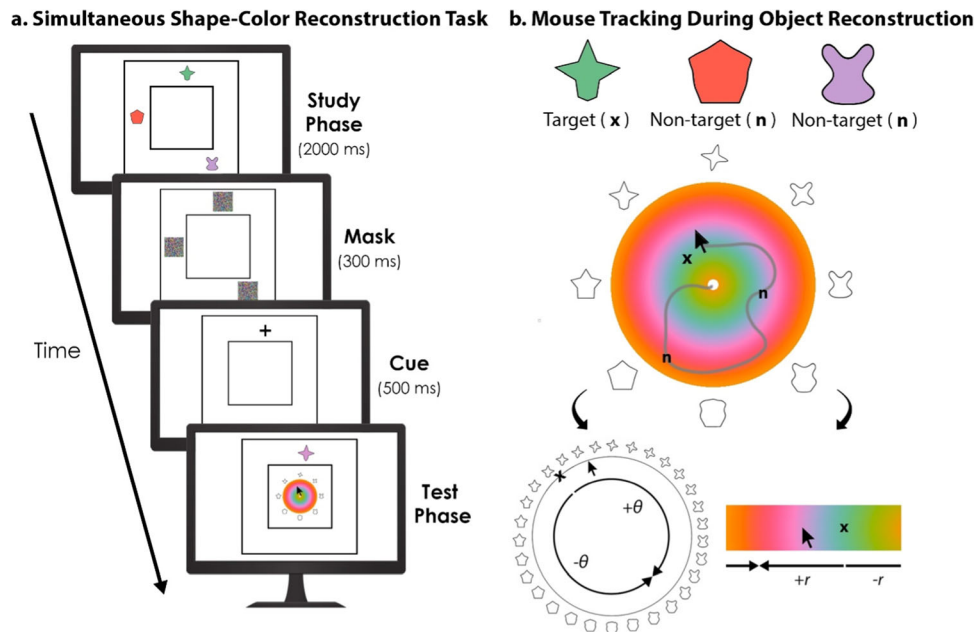 a. Simultaneous Shape-Color Reconstruction Task
Study
Phase
(2000 ms)
Mask
(300 ms)
Time
Cue
(500 ms)
Test
Phase
b. Mouse Tracking During Object Reconstruction
Target (x) Non-target (n) Non-target (n)
x
n
n
x
+θ
-θ
x
+r -r